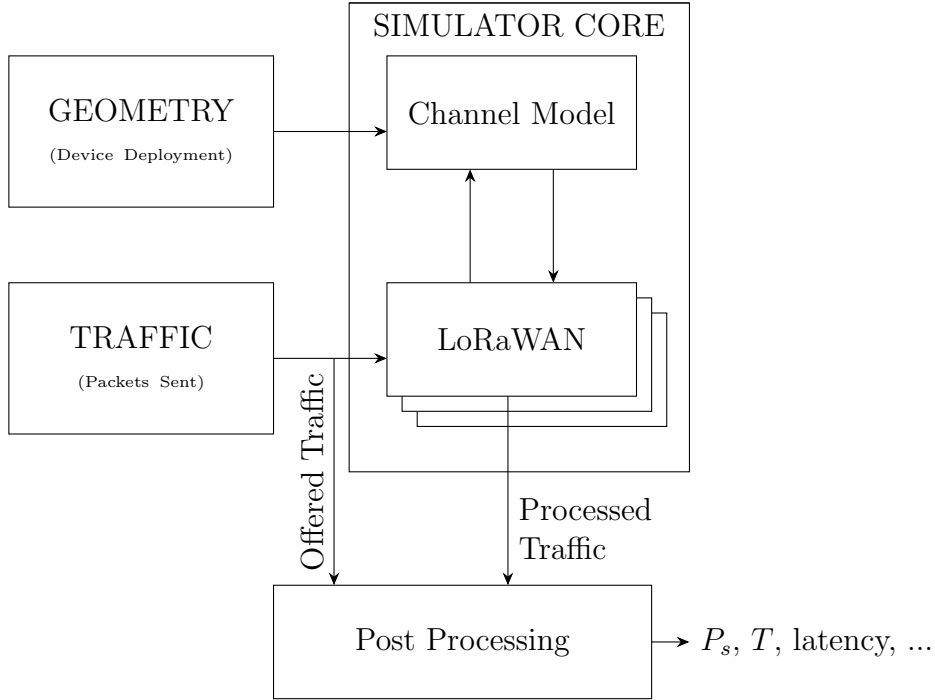 SIMULATOR CORE
GEOMETRY
(Device Deployment)
Channel Model
TRAFFIC
(Packets Sent)
LoRaWAN
Offered Traffic
Processed
Traffic
Post Processing
P_s, T, latency, ...